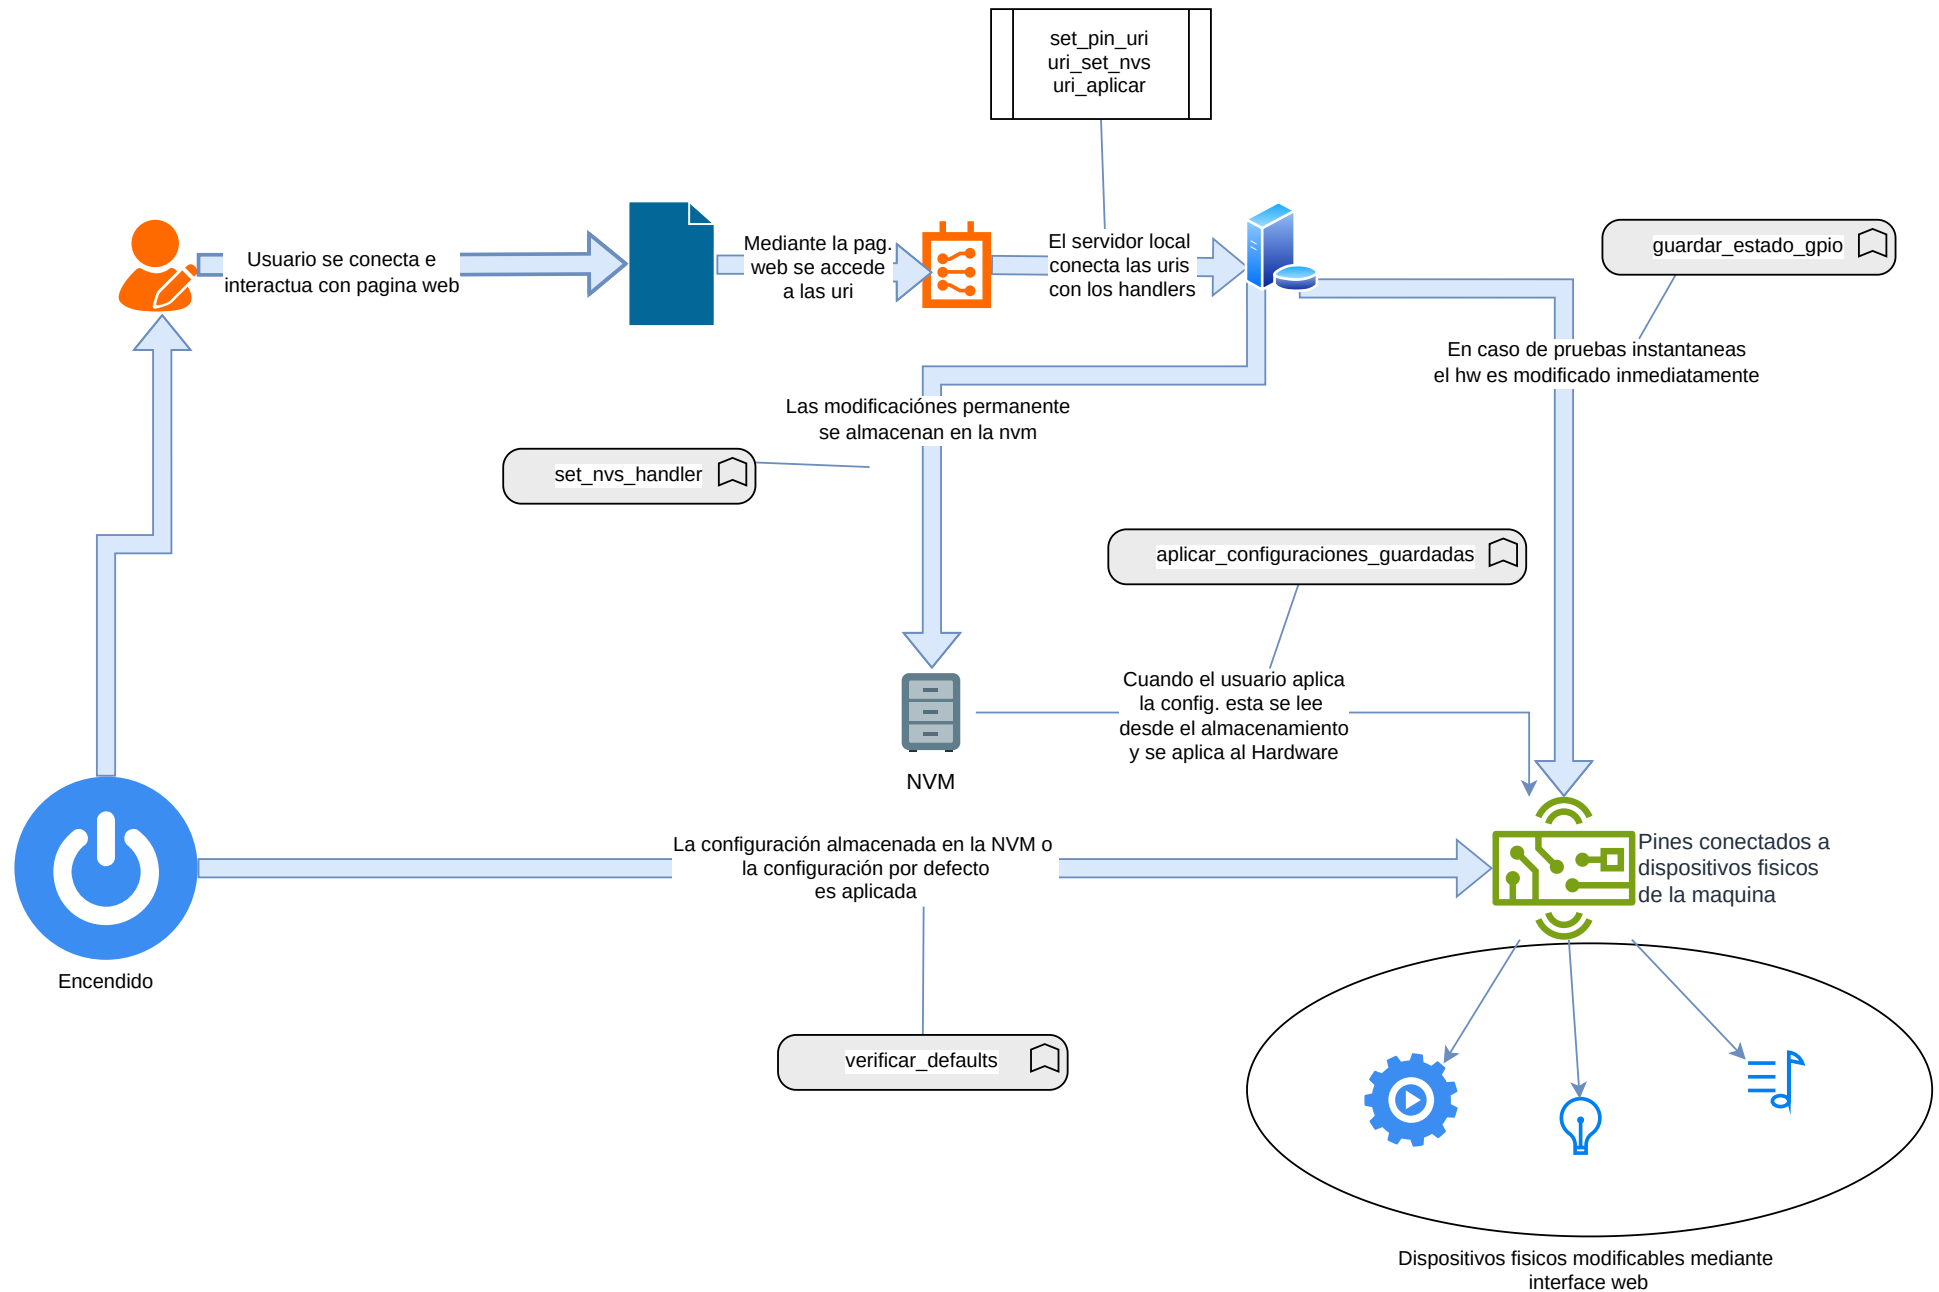 set_pin_uri
uri_set_nvs
uri_aplicar
Usuario se conecta e
interactua con pagina web
Mediante la pag.
web se accede
a las uri
El servidor local
conecta las uris
con los handlers
guardar_estado_gpio
En caso de pruebas instantaneas
el hw es modificado inmediatamente
Las modificaciónes permanente
se almacenan en la nvm
set_nvs_handler
aplicar_configuraciones_guardadas
Cuando el usuario aplica
la config. esta se lee
desde el almacenamiento
y se aplica al Hardware
NVM
La configuración almacenada en la NVM o
la configuración por defecto
es aplicada
Pines conectados a
dispositivos fisicos
de la maquina
Encendido
verificar_defaults
Dispositivos fisicos modificables mediante
interface web